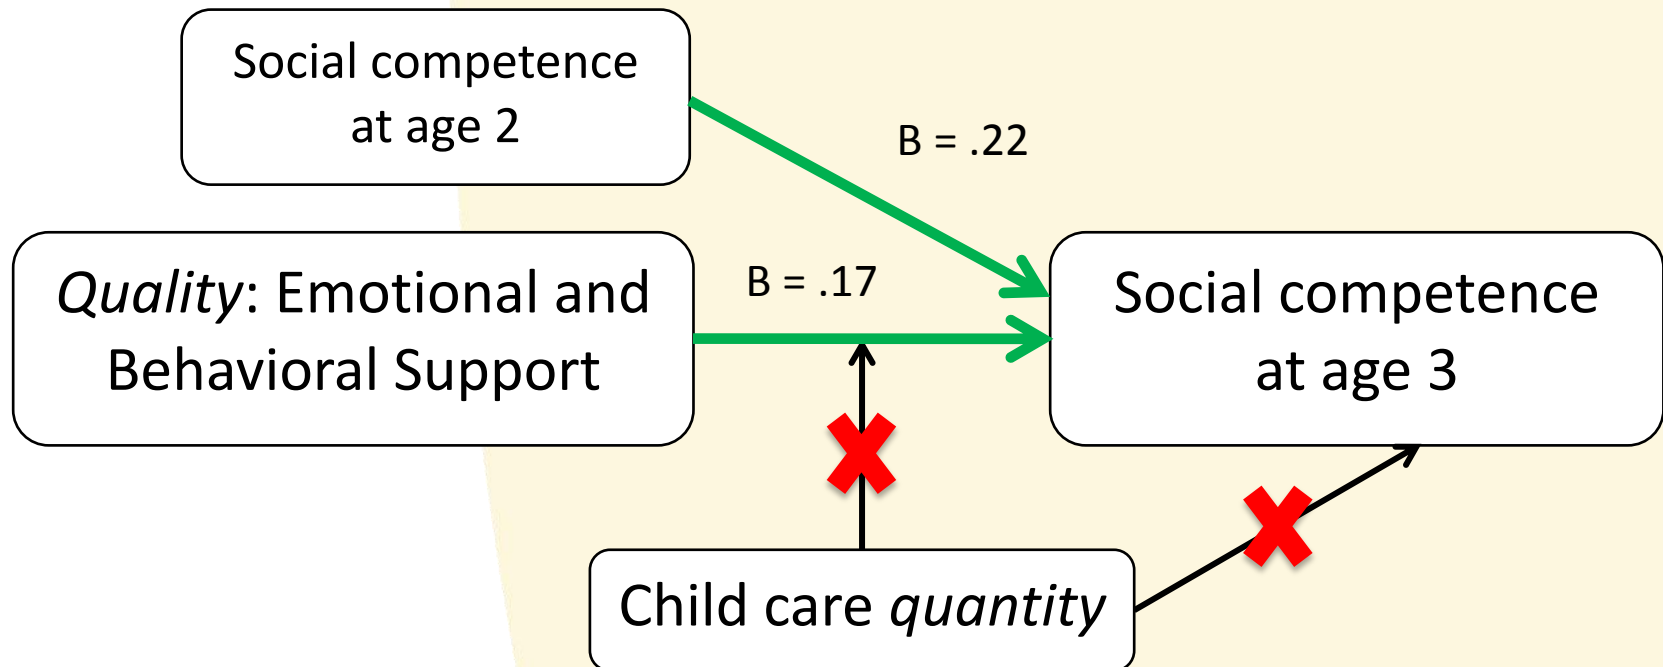 Social competence
at age 2
B = .22
Quality: Emotional and
Behavioral Support
B = .17
Social competence
at age 3
Child care quantity